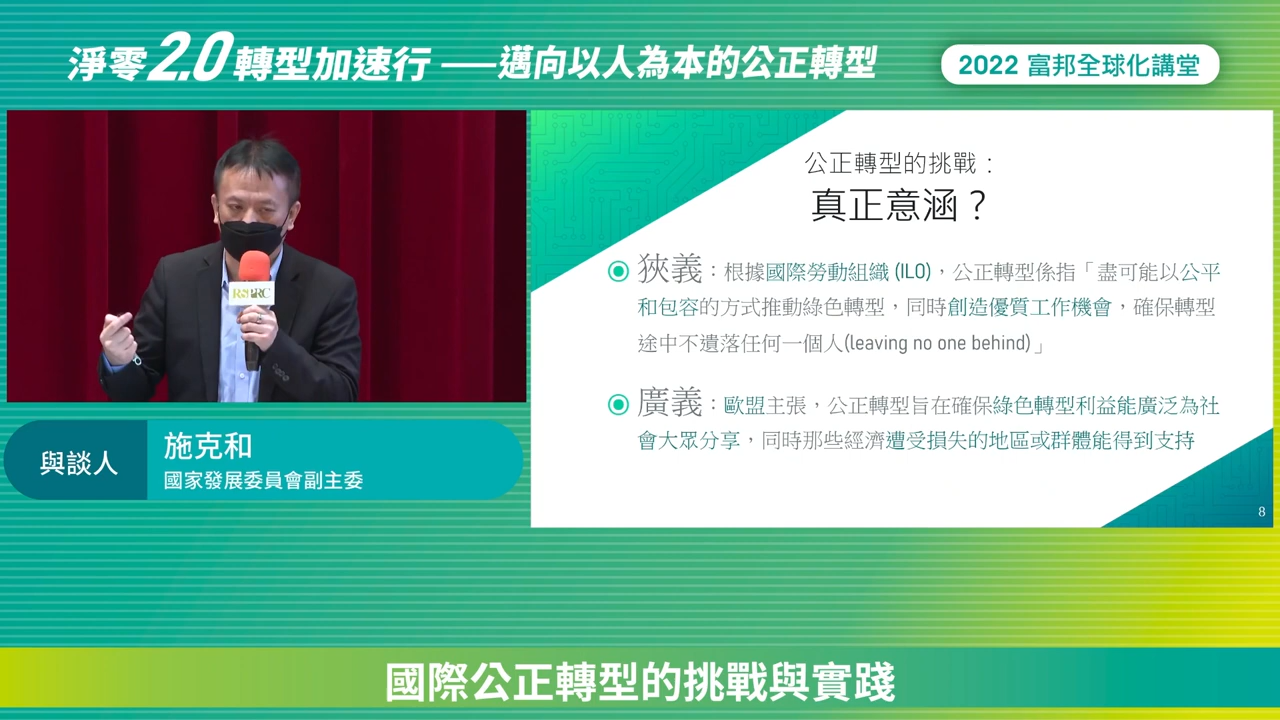 淨零2.0轉型加速行——邁向以人為本的公正轉型
2022 富邦全球化講堂
公正轉型的挑戰：
真正意涵？
狹義：根據國際勞動組織 (ILO)，公正轉型係指「盡可能以公平
和包容的方式推動綠色轉型，同時創造優質工作機會，確保轉型
途中不遺落任何一個人(leaving no one behind)」
廣義：歐盟主張，公正轉型旨在確保綠色轉型利益能廣泛為社
會大眾分享，同時那些經濟遭受損失的地區或群體能得到支持
8
RSPRC
與談人
施克和
國家發展委員會副主委
國際公正轉型的挑戰與實踐